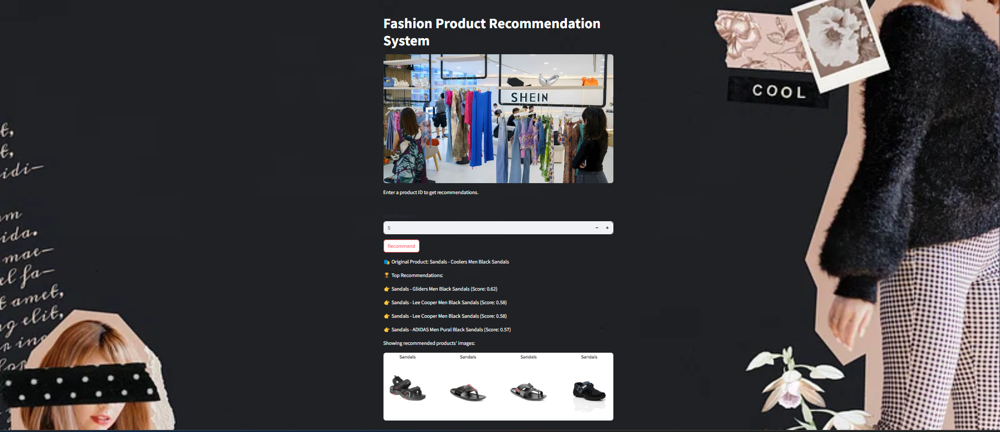 Fashion Product Recommendation
System
COOL
SHEIN
Enter a product ID to get recommendations.
Enter Product ID
5
Recommend
Original Product: Sandals - Coolers Men Black Sandals
Top Recommendations:
Sandals - Gliders Men Black Sandals (Score: 0.62)
Sandals - Lee Cooper Men Black Sandals (Score: 0.58)
Sandals - Lee Cooper Men Black Sandals (Score: 0.58)
Sandals - ADIDAS Men Pural Black Sandals (Score: 0.57)
Showing recommended products' images:
Sandals Sandals Sandals Sandals
t,
t,
idi—
m
ida.
mae—
el fa—
t amet,
g elit,
r inc